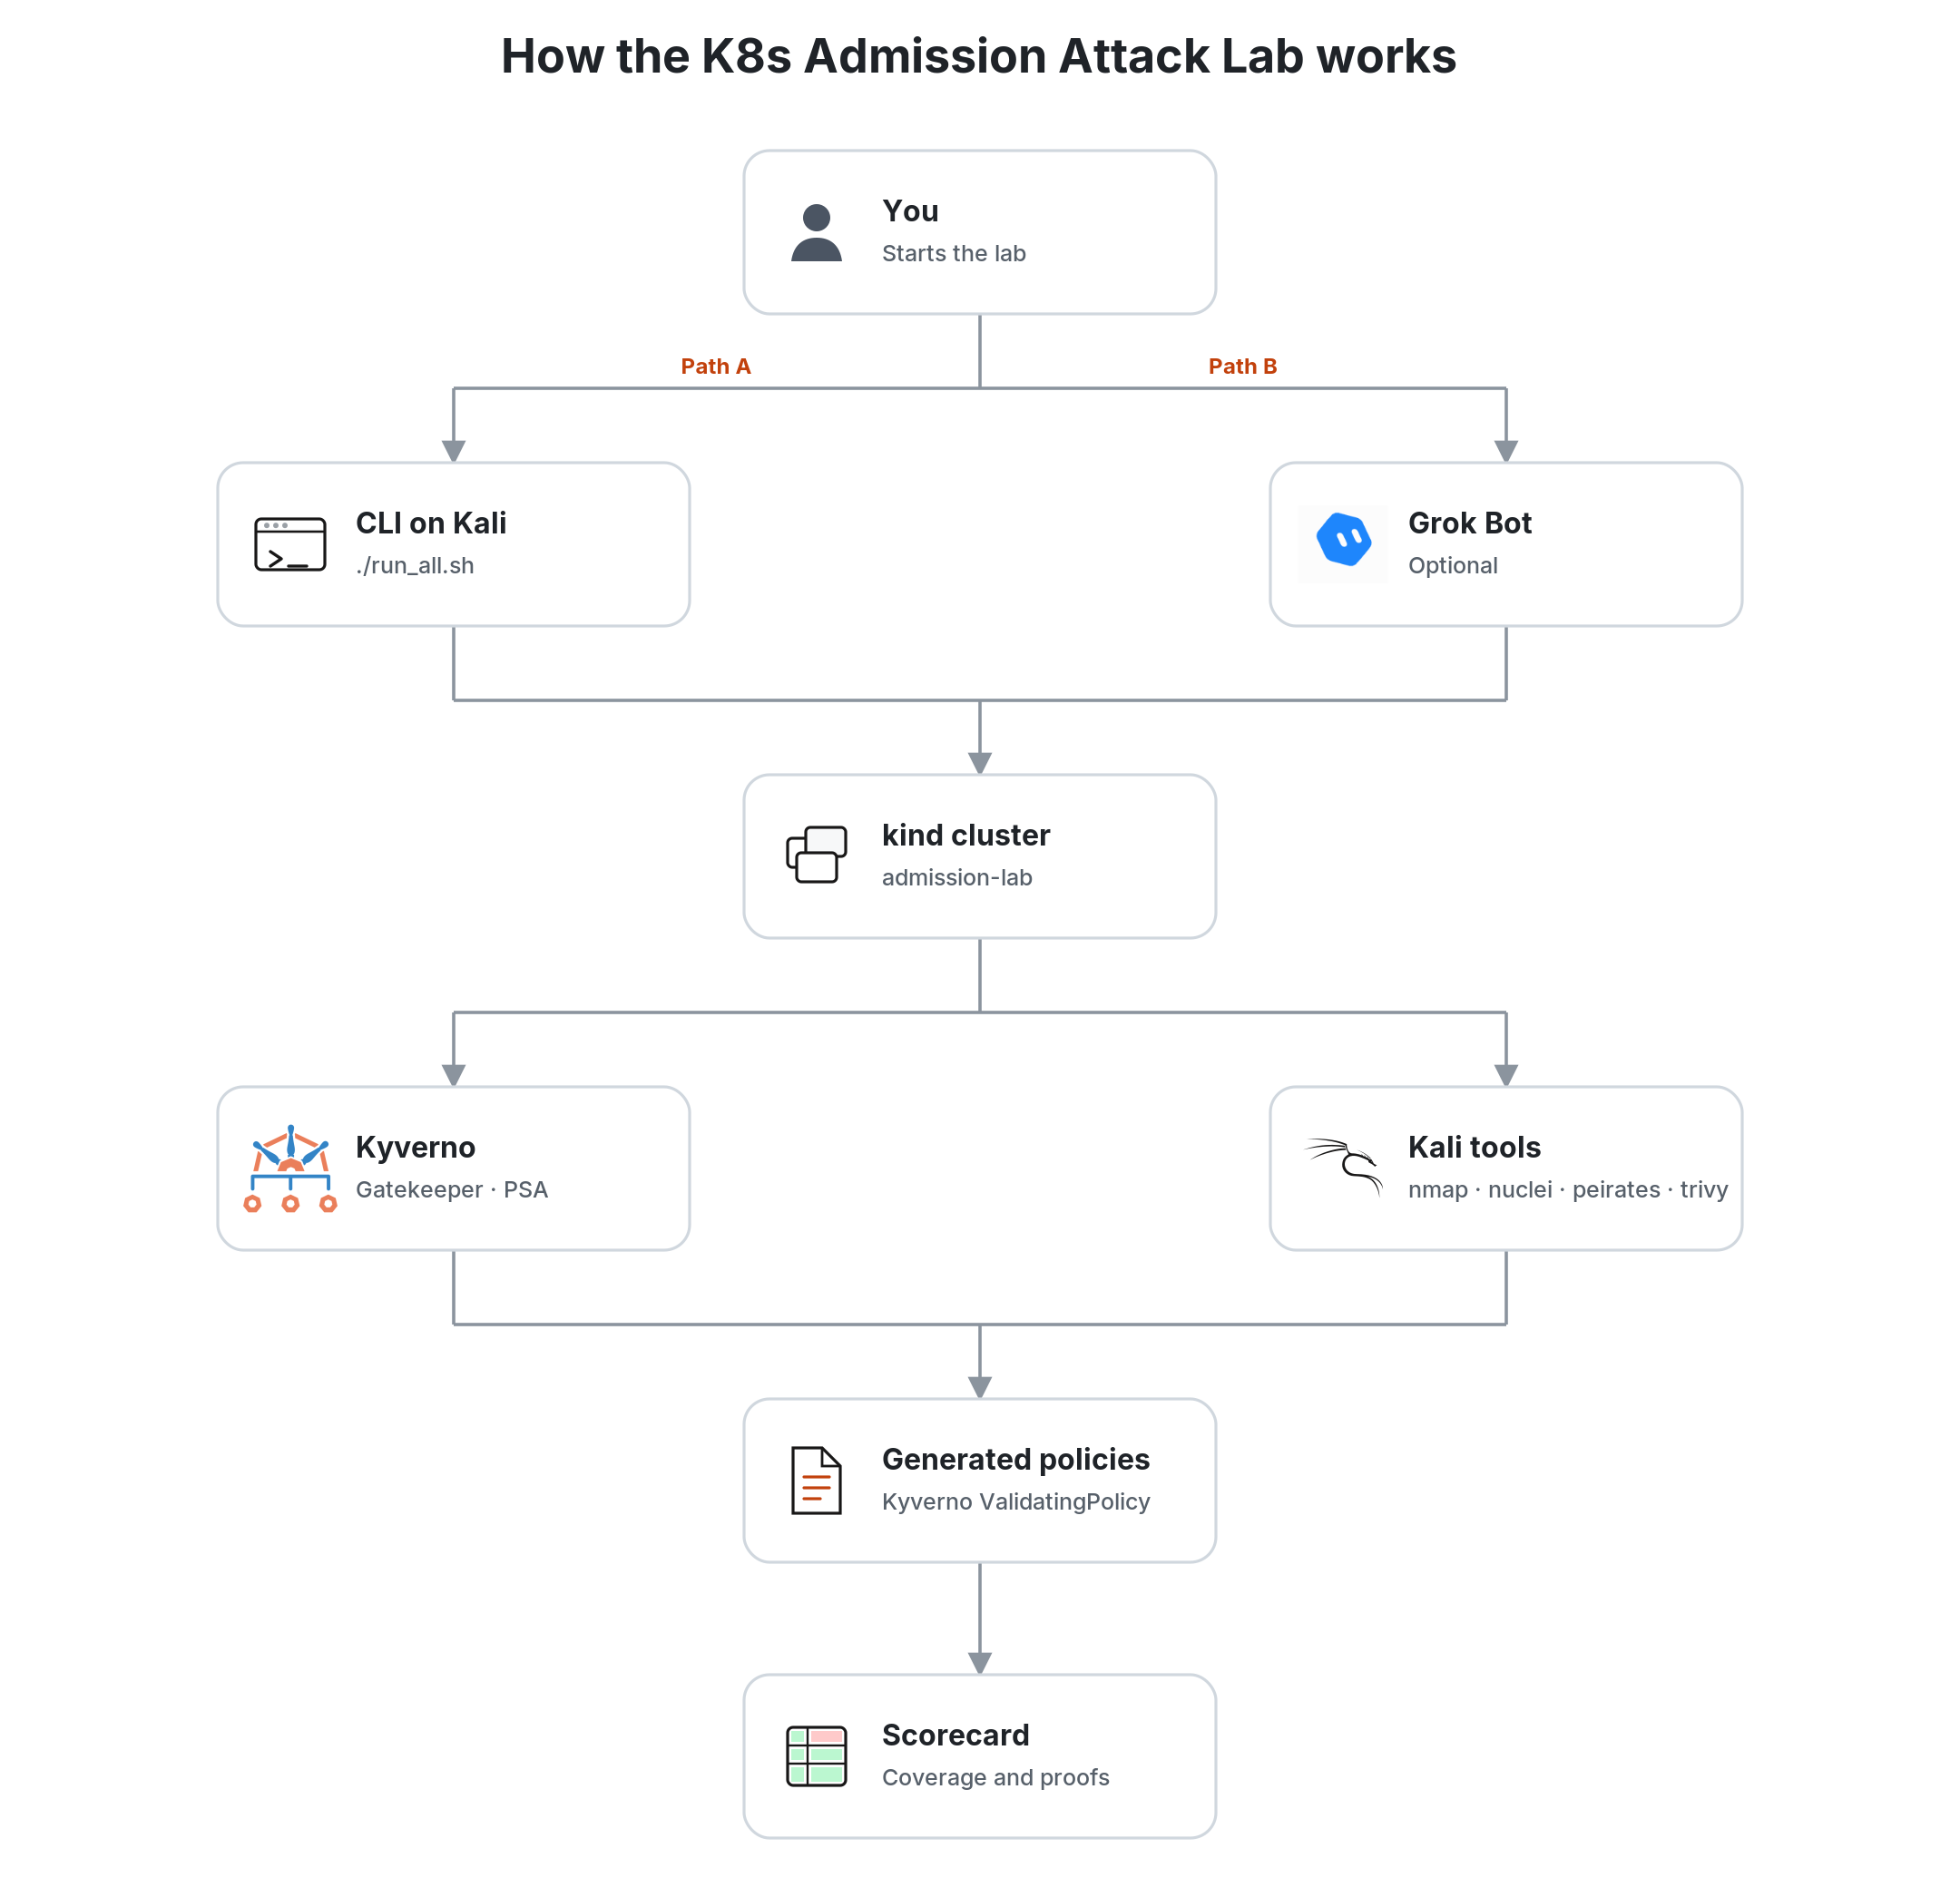 How the K8s Admission Attack Lab works
You
Starts the lab
Path A
Path B
CLI on Kali
./run_all.sh
Grok Bot
Optional
kind cluster
admission-lab
Kyverno
Gatekeeper · PSA
Kali tools
nmap · nuclei · peirates · trivy
Generated policies
Kyverno ValidatingPolicy
Scorecard
Coverage and proofs